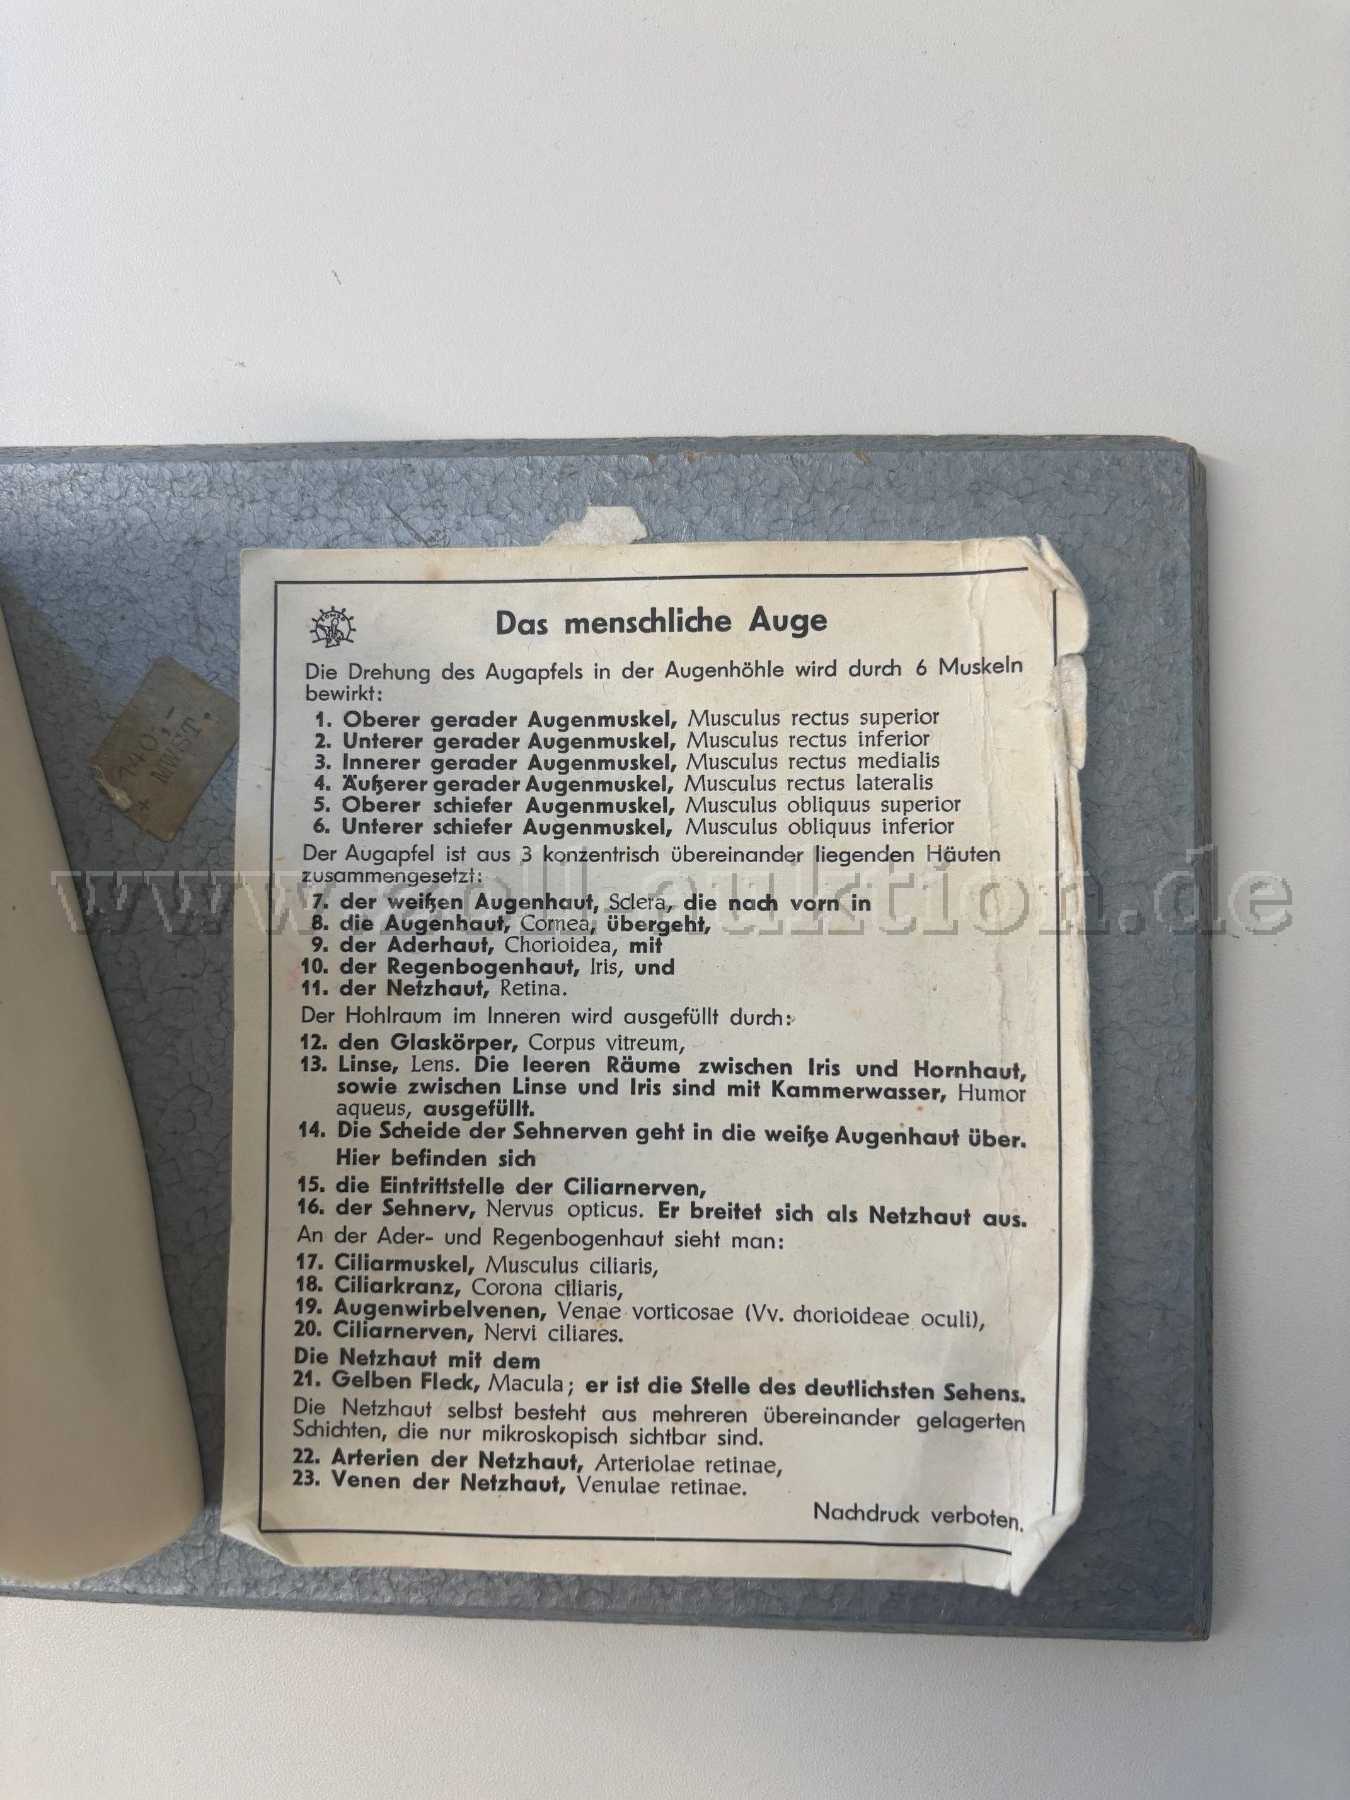 Das menschliche Auge
Die Drehung des Augapfels in der Augenhöhle wird durch 6 Muskeln
bewirkt:
1. Oberer gerader Augenmuskel, Musculus rectus superior
2. Unterer gerader Augenmuskel, Musculus rectus inferior
3. Innerer gerader Augenmuskel, Musculus rectus medialis
4. Äußerer gerader Augenmuskel, Musculus rectus lateralis
5. Oberer schiefer Augenmuskel, Musculus obliquus superior
6. Unterer schiefer Augenmuskel, Musculus obliquus inferior
Der Augapfel ist aus 3 konzentrisch übereinander liegenden Häuten
zusammengesetzt:
7. der weißen Augenhaut, Sclera, die nach vorn in
8. die Augenhaut, Cornea, übergeht,
9. der Aderhaut, Chorioidea, mit
10. der Regenbogenhaut, Iris, und
11. der Netzhaut, Retina.
Der Hohlraum im Inneren wird ausgefüllt durch:
12. den Glaskörper, Corpus vitreum,
13. Linse, Lens. Die leeren Räume zwischen Iris und Hornhaut,
sowie zwischen Linse und Iris sind mit Kammerwasser, Humor
aqueus, ausgefüllt.
14. Die Scheide der Sehnerven geht in die weiße Augenhaut über.
Hier befinden sich
15. die Eintrittstelle der Ciliarnerven,
16. der Sehnerv, Nervus opticus. Er breitet sich als Netzhaut aus.
An der Ader- und Regenbogenhaut sieht man:
17. Ciliarmuskel, Musculus ciliaris,
18. Ciliarkranz, Corona ciliaris,
19. Augenwirbelvenen, Venae vorticosae (Vv. chorioideae oculi),
20. Ciliarnerven, Nervi ciliares.
Die Netzhaut mit dem
21. Gelben Fleck, Macula; er ist die Stelle des deutlichsten Sehens.
Die Netzhaut selbst besteht aus mehreren übereinander gelagerten
Schichten, die nur mikroskopisch sichtbar sind.
22. Arterien der Netzhaut, Arteriolae retinae,
23. Venen der Netzhaut, Venulae retinae.
Nachdruck verboten.
140,-
+ MWST.
www.zoll-auktion.de